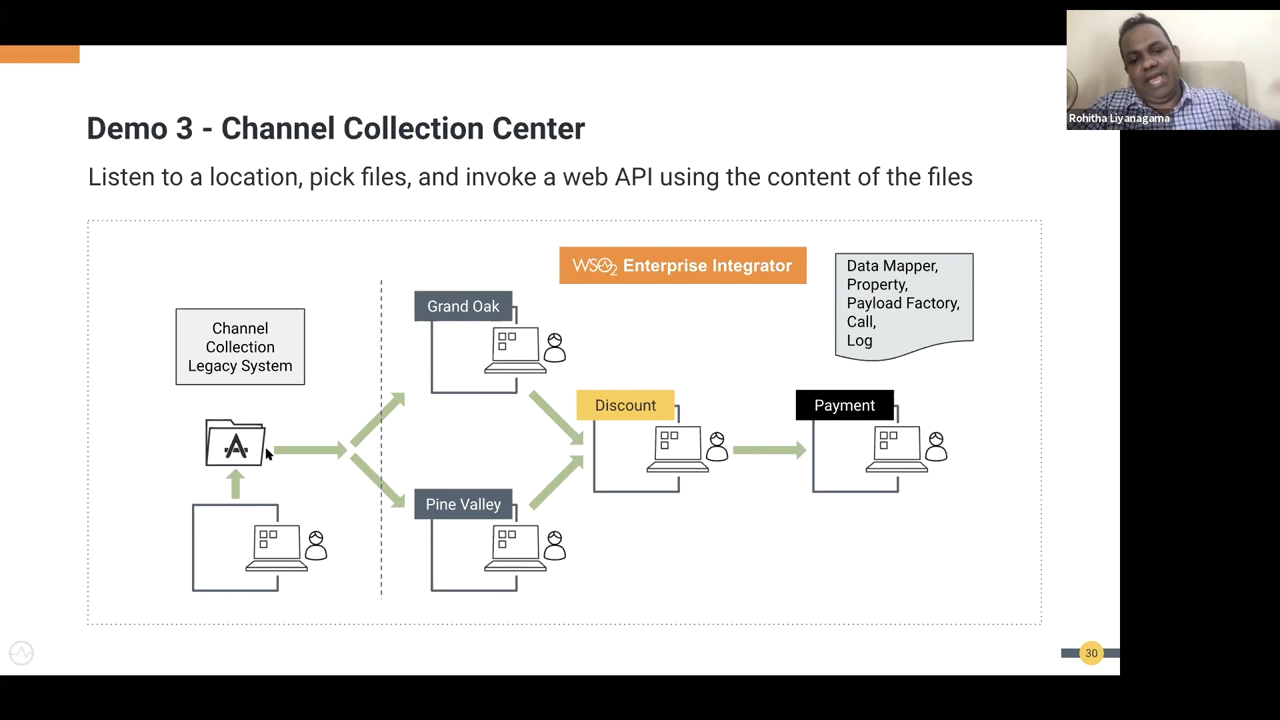 Rohitha Liyanagama
Demo 3 - Channel Collection Center
Listen to a location, pick files, and invoke a web API using the content of the files
WSO2 Enterprise Integrator
Data Mapper,
Property,
Payload Factory,
Call,
Log
Channel
Collection
Legacy System
Grand Oak
Discount
Payment
Pine Valley
30